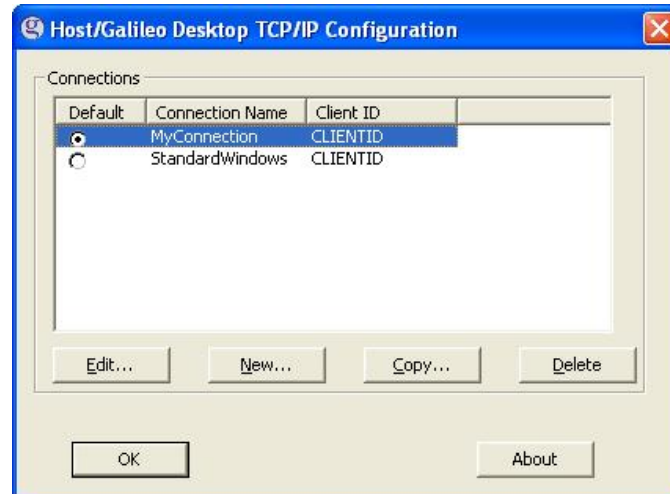 Host/Galileo Desktop TCP/IP Configuration
Connections
Default Connection Name Client ID
MyConnection CLIENTID
StandardWindows CLIENTID
Edit... New... Copy... Delete
OK About